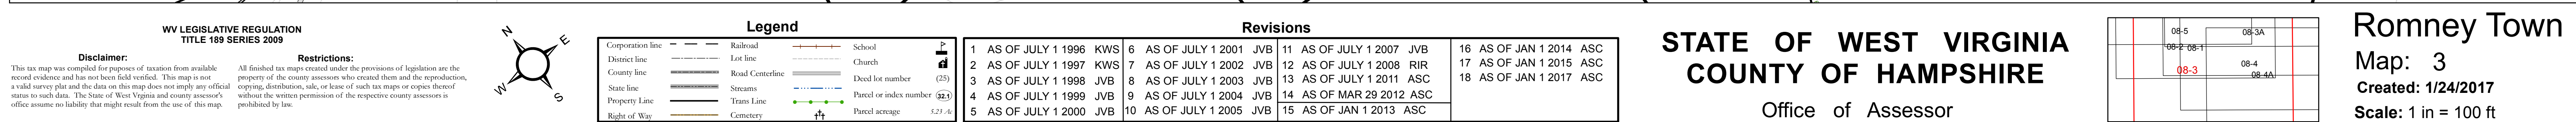 WV LEGISLATIVE REGULATION
TITLE 189 SERIES 2009
Disclaimer:
This tax map was compiled for puposes of taxation from available
record evidence and has not been field verified. This map is not
a valid survey plat and the data on this map does not imply any official
status to such data. The State of West Virgnia and county assessor's
office assume no liability that might result from the use of this map.
Restrictions:
All finished tax maps created under the provisions of legislation are the
property of the county assessors who created them and the reproduction,
copying, distribution, sale, or lease of such tax maps or copies thereof
without the written permission of the respective county assessors is
prohibited by law.
N
E
W
S
Legend
Corporation line
District line
County line
State line
Property Line
Right of Way
Railroad
Lot line
Road Centerline
Streams
Trans Line
Cemetery
School
Church
Deed lot number (25)
Parcel or index number 32.1
Parcel acreage 5.23 Ac
Revisions
1 AS OF JULY 1 1996 KWS
2 AS OF JULY 1 1997 KWS
3 AS OF JULY 1 1998 JVB
4 AS OF JULY 1 1999 JVB
5 AS OF JULY 1 2000 JVB
6 AS OF JULY 1 2001 JVB
7 AS OF JULY 1 2002 JVB
8 AS OF JULY 1 2003 JVB
9 AS OF JULY 1 2004 JVB
10 AS OF JULY 1 2005 JVB
11 AS OF JULY 1 2007 JVB
12 AS OF JULY 1 2008 RIR
13 AS OF JULY 1 2011 ASC
14 AS OF MAR 29 2012 ASC
15 AS OF JAN 1 2013 ASC
16 AS OF JAN 1 2014 ASC
17 AS OF JAN 1 2015 ASC
18 AS OF JAN 1 2017 ASC
STATE OF WEST VIRGINIA
COUNTY OF HAMPSHIRE
Office of Assessor
08-5
08-3A
08-2
08-1
08-4
08-3
08-4A
Romney Town
Map: 3
Created: 1/24/2017
Scale: 1 in = 100 ft